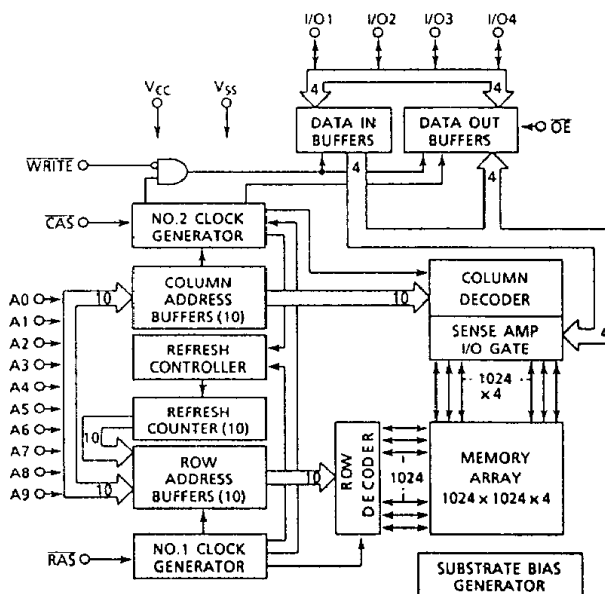 I/O1 I/O2 I/O3 I/O4
4 4
VCC VSS
DATA IN
BUFFERS
DATA OUT
BUFFERS
OE
WRITE
4 4
CAS
NO.2 CLOCK
GENERATOR
A0
A1
A2
A3
A4
A5
A6
A7
A8
A9
10
COLUMN
ADDRESS
BUFFERS (10)
10
COLUMN
DECODER
SENSE AMP
I/O GATE
4
REFRESH
CONTROLLER
1024
x 4
REFRESH
COUNTER (10)
10
ROW
ADDRESS
BUFFERS (10)
10
10
ROW
DECODER
1024
MEMORY
ARRAY
1024 x 1024 x 4
RAS
NO.1 CLOCK
GENERATOR
SUBSTRATE BIAS
GENERATOR